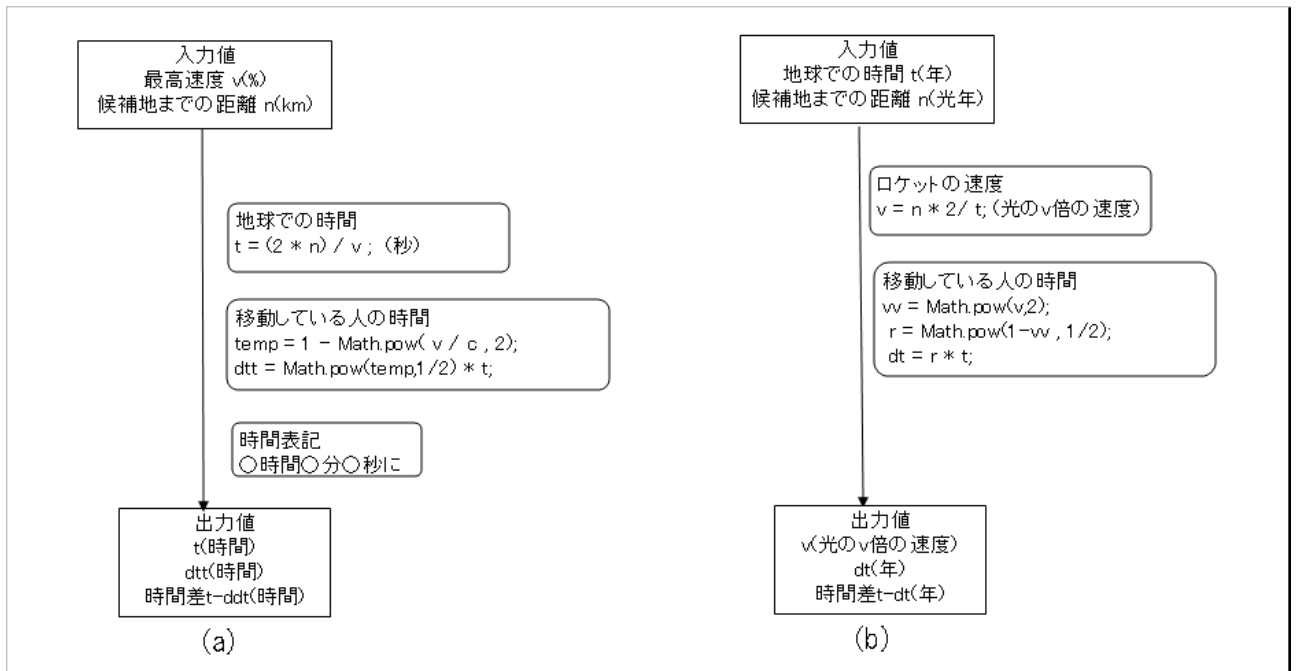 入力値
最高速度 v(%)
候補地までの距離 n(km)
地球での時間
t = (2 * n) / v ; (秒)
移動している人の時間
temp = 1 - Math.pow( v / c , 2);
dtt = Math.pow(temp,1/2) * t;
時間表記
○時間○分○秒に
出力値
t(時間)
dtt(時間)
時間差t-ddt(時間)
(a)
入力値
地球での時間 t(年)
候補地までの距離 n(光年)
ロケットの速度
v = n * 2/ t; (光のv倍の速度)
移動している人の時間
vv = Math.pow(v,2);
r = Math.pow(1-vv , 1/2);
dt = r * t;
出力値
v(光のv倍の速度)
dt(年)
時間差t-dt(年)
(b)